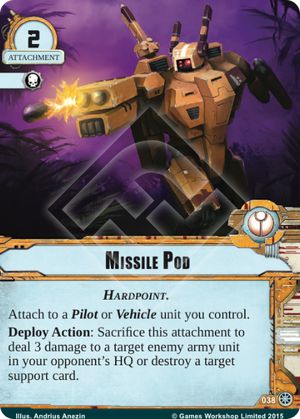 2
ATTACHMENT
MISSILE POD
HARDPOINT.
Attach to a Pilot or Vehicle unit you control.
Deploy Action: Sacrifice this attachment to
deal 3 damage to a target enemy army unit
in your opponent's HQ or destroy a target
support card.
038
Illus. Andrius Anezin
© Games Workshop Limited 2015